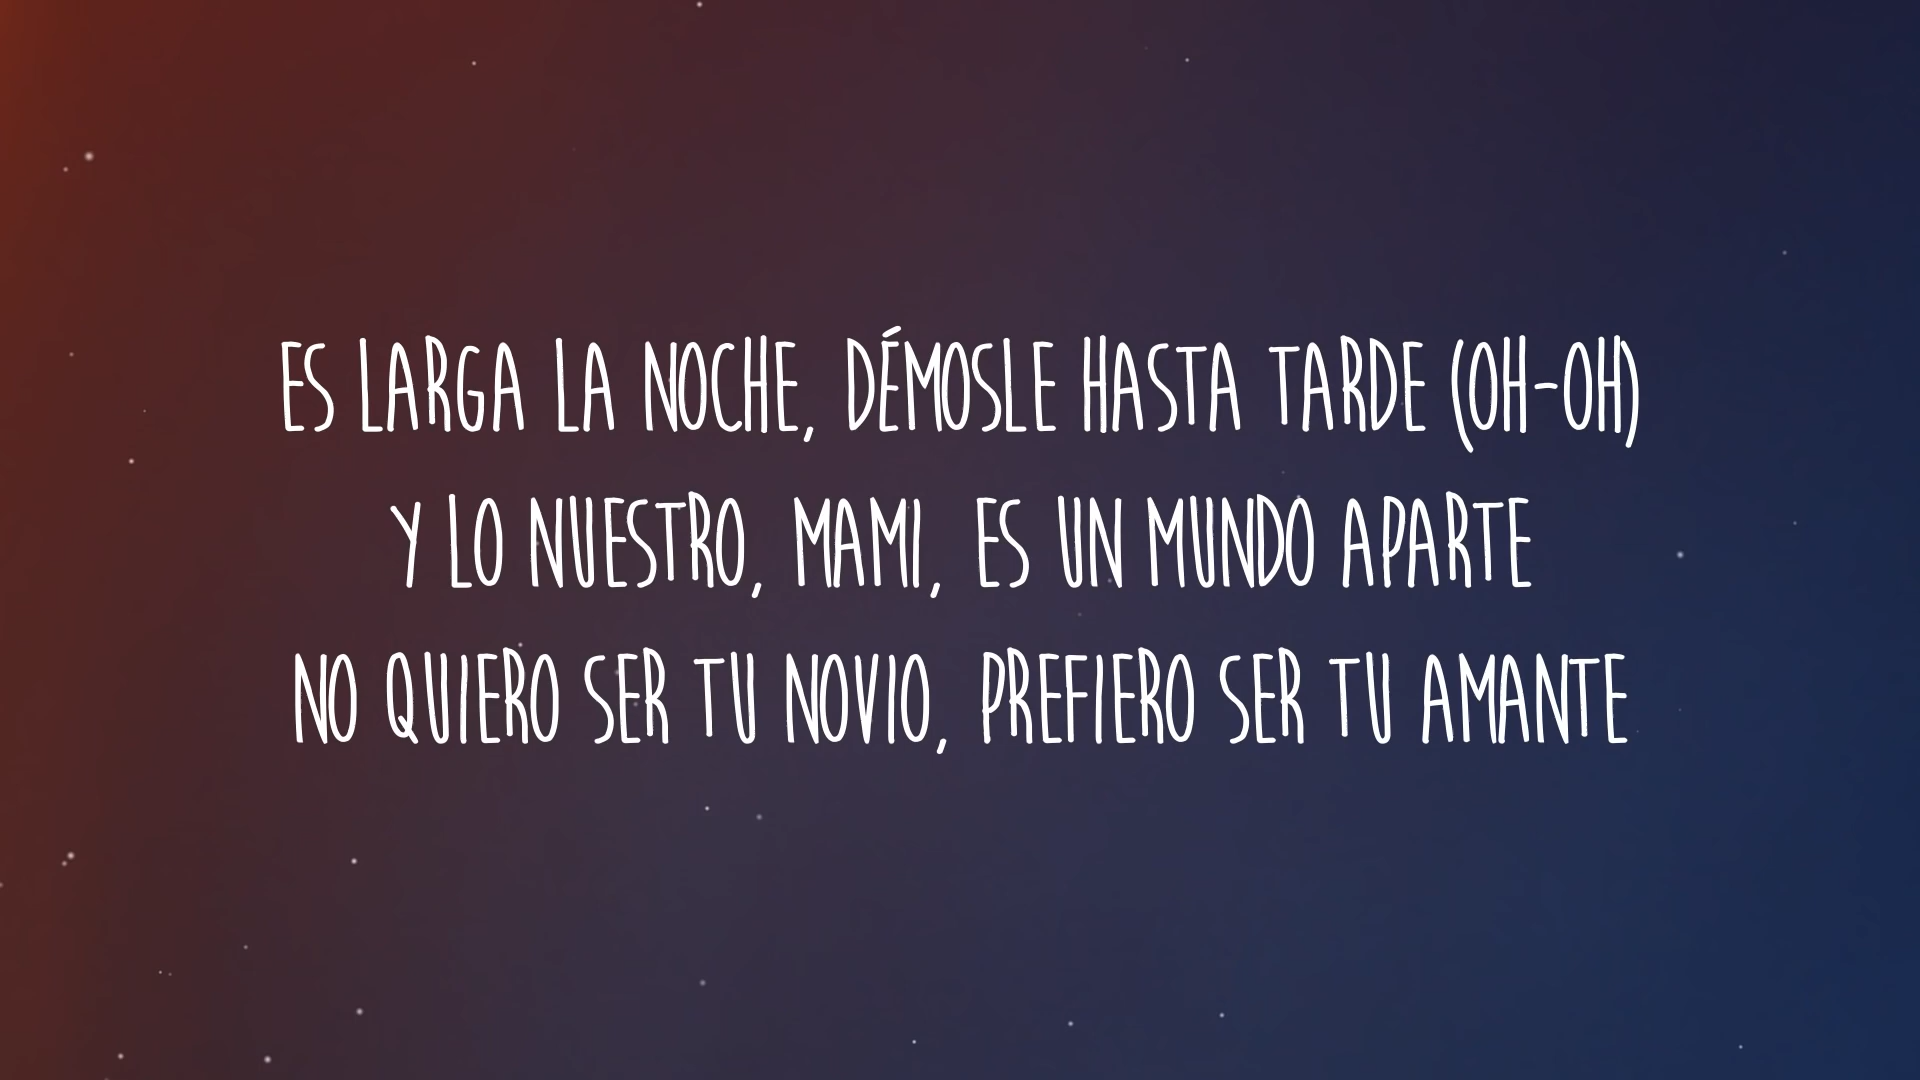 ES LARGA LA NOCHE, DÉMOSLE HASTA TARDE (OH-OH)
Y LO NUESTRO, MAMI, ES UN MUNDO APARTE
NO QUIERO SER TU NOVIO, PREFIERO SER TU AMANTE